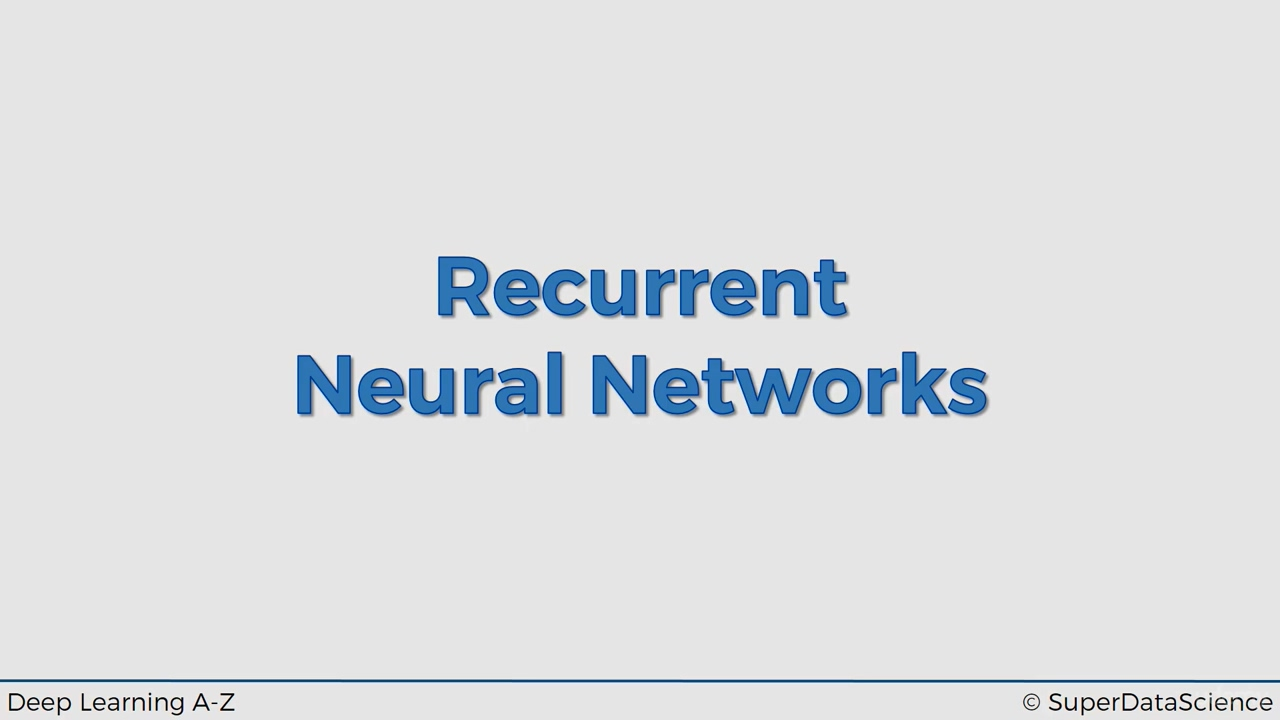 Recurrent
Neural Networks
Deep Learning A-Z
© SuperDataScience